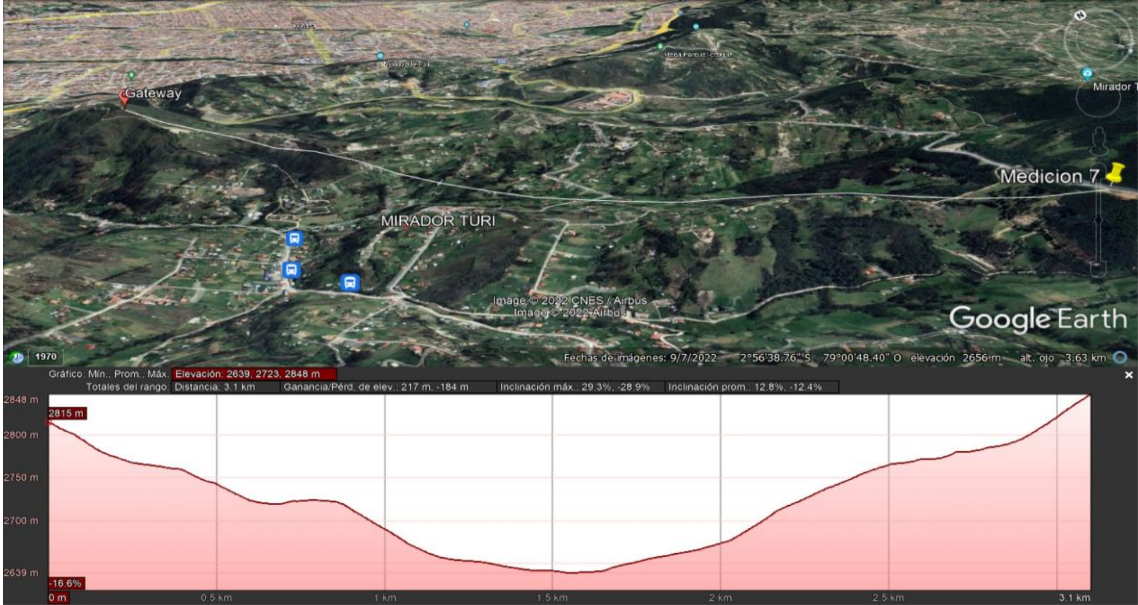 Gateway
Mirador T
Medicion 7
MIRADOR TURI
Image © 2022 CNES / Airbus
Image © 2022 Airbus
Google Earth
1970
Fechas de imágenes: 9/7/2022 2°56'38.76" S 79°00'48.40" O elevación 2656 m alt. ojo 3.63 km
Gráfico: Mín., Prom., Máx. Elevación: 2639, 2723, 2848 m
Totales del rango: Distancia: 3.1 km Ganancia/Pérd. de elev.: 217 m, -184 m Inclinación máx.: 29.3%, -28.9% Inclinación prom.: 12.8%, -12.4%
2848 m
2815 m
2800 m
2750 m
2700 m
2639 m
-16.6%
0 m 0.5 km 1 km 1.5 km 2 km 2.5 km 3.1 km